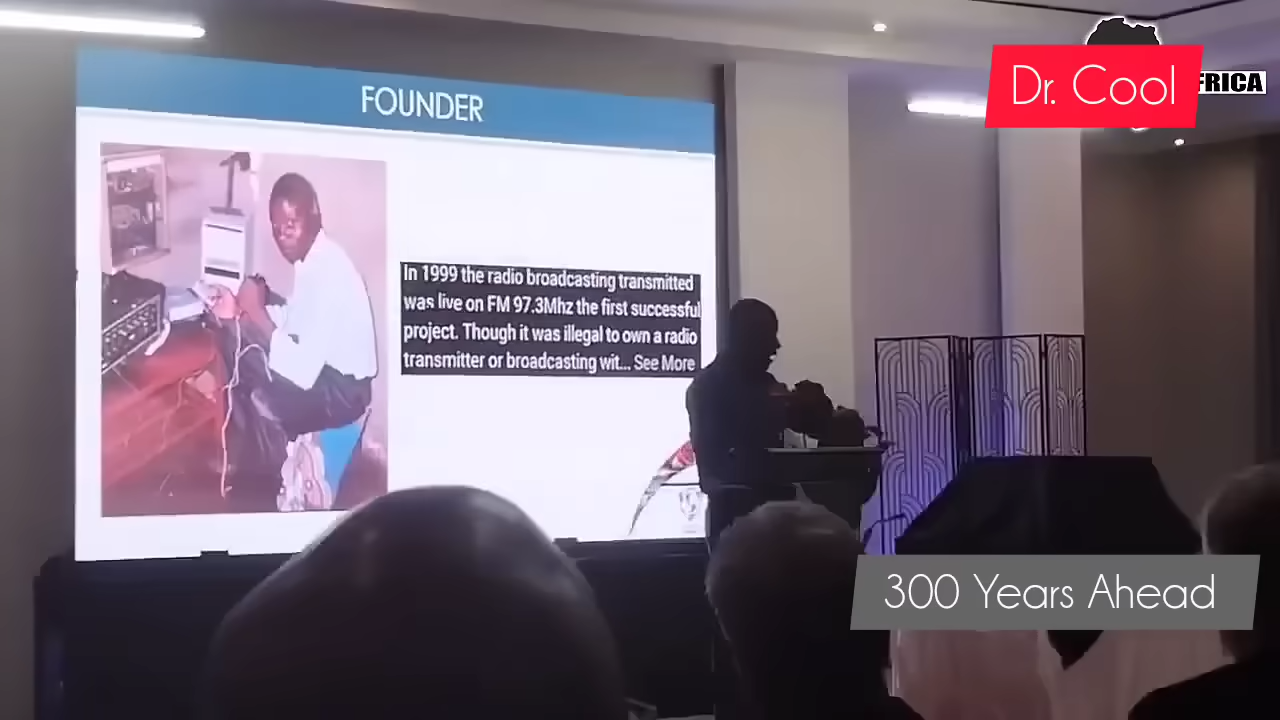 FOUNDER
Dr. Cool
FRICA
In 1999 the radio broadcasting transmitted
was live on FM 97.3Mhz the first successful
project. Though it was illegal to own a radio
transmitter or broadcasting wit... See More
300 Years Ahead